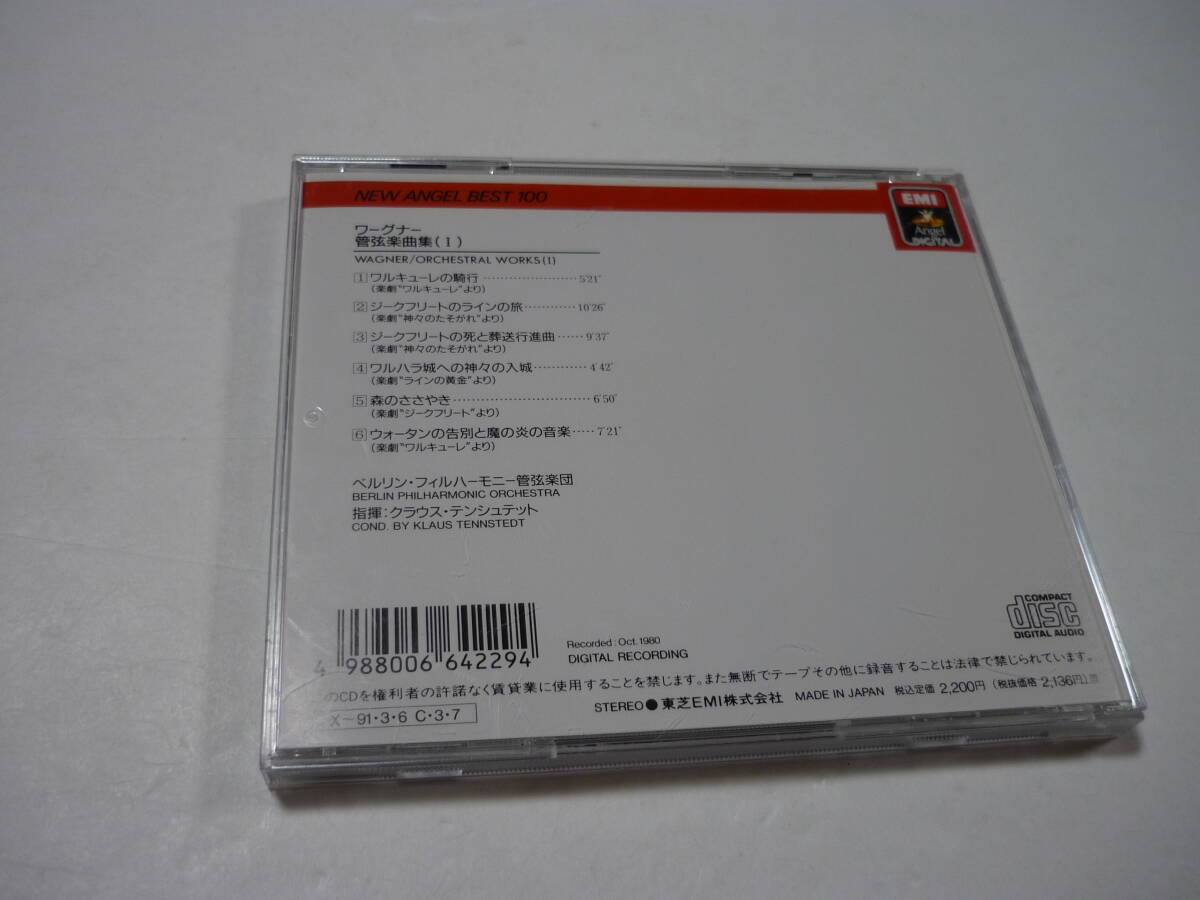 NEW ANGEL BEST 100
EMI
Angel
DIGITAL
ワーグナー
管弦楽曲集(1)
WAGNER/ORCHESTRAL WORKS(1)
1 ワルキューレの騎行 ‥‥‥‥‥‥‥‥ 5'21"
(楽劇"ワルキューレ"より)
2 ジークフリートのラインの旅 ‥‥‥‥ 10'26"
(楽劇"神々のたそがれ"より)
3 ジークフリートの死と葬送行進曲 ‥‥ 9'37"
(楽劇"神々のたそがれ"より)
4 ワルハラ城への神々の入城 ‥‥‥‥ 4'42"
(楽劇"ラインの黄金"より)
5 森のささやき ‥‥‥‥‥‥‥‥‥‥ 6'50"
(楽劇"ジークフリート"より)
6 ウォータンの告別と魔の炎の音楽 ‥‥ 7'21"
(楽劇"ワルキューレ"より)
ベルリン・フィルハーモニー管弦楽団
BERLIN PHILHARMONIC ORCHESTRA
指揮:クラウス・テンシュテット
COND. BY KLAUS TENNSTEDT
COMPACT
disc
DIGITAL AUDIO
4 988006 642294
Recorded: Oct. 1980
DIGITAL RECORDING
のCDを権利者の許諾なく賃貸業に使用することを禁じます。また無断でテープその他に録音することは法律で禁じられています。
X-91・3・6 C・3・7
STEREO ● 東芝EMI株式会社 MADE IN JAPAN 税込定価 2,200円(税抜価格 2,136円)